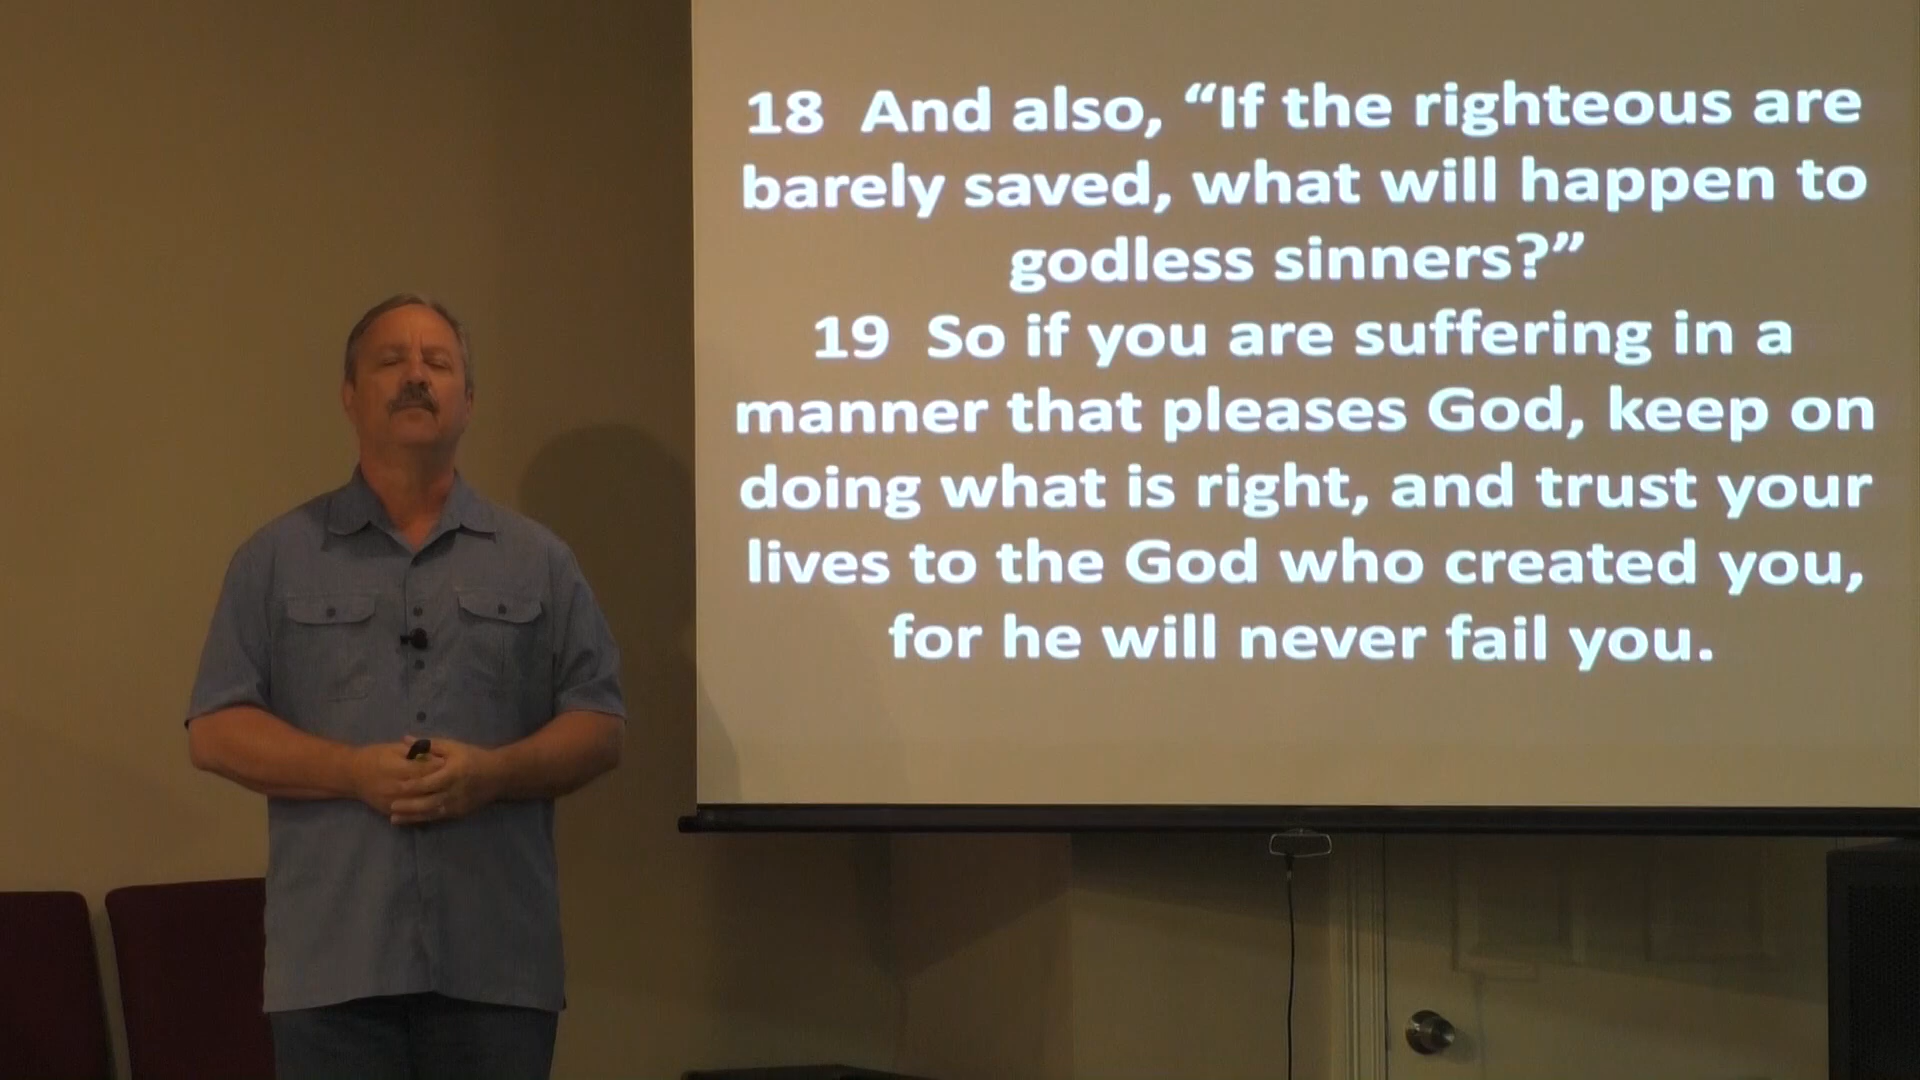 18  And also, “If the righteous are
barely saved, what will happen to
godless sinners?”
19  So if you are suffering in a
manner that pleases God, keep on
doing what is right, and trust your
lives to the God who created you,
for he will never fail you.